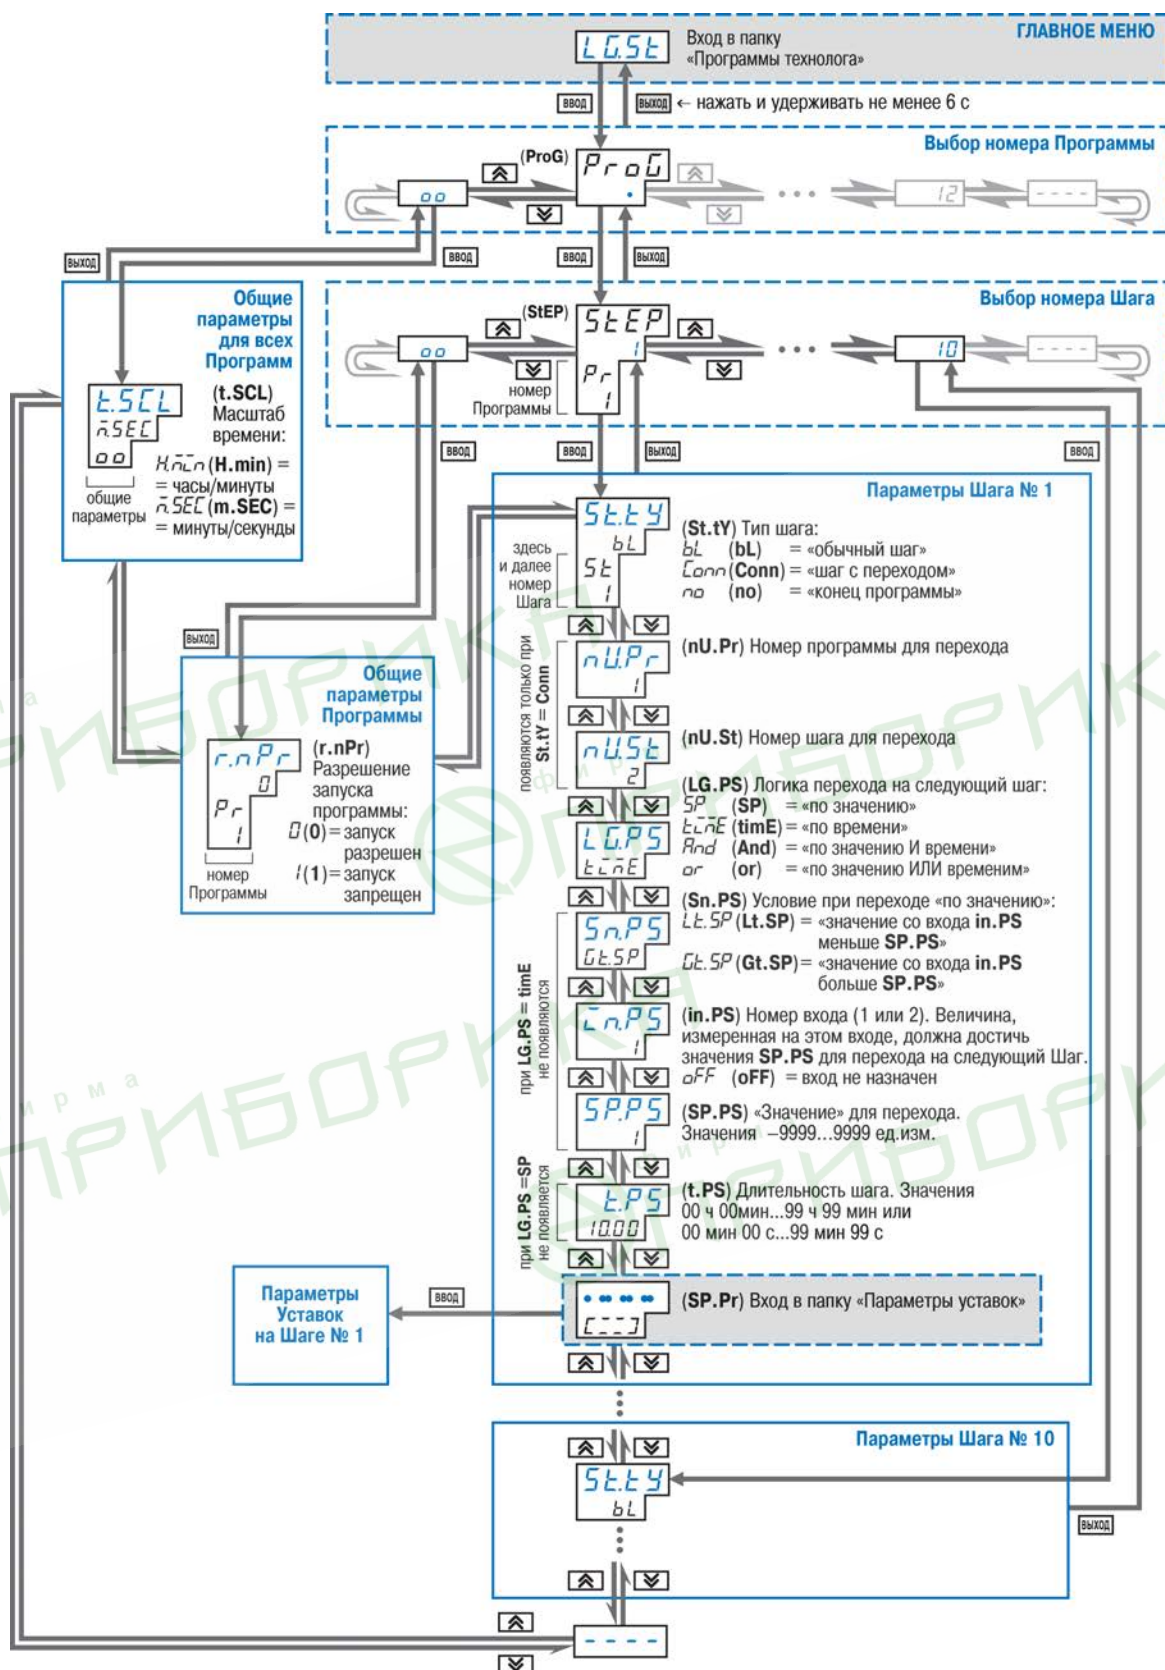 ГЛАВНОЕ МЕНЮ
LG.St
Вход в папку
«Программы технолога»
ВВОД
ВЫХОД
← нажать и удерживать не менее 6 с
Выбор номера Программы
(ProG)
ProG
oo
12
- - - -
ВЫХОД
ВВОД
ВВОД
ВЫХОД
Общие
параметры
для всех
Программ
t.SCL
m.SEC
oo
общие
параметры
(t.SCL)
Масштаб
времени:
H.min (H.min) =
= часы/минуты
m.SEC (m.SEC) =
= минуты/секунды
Выбор номера Шага
(StEP)
StEP
1
Pr
1
oo
10
- - - -
номер
Программы
ВВОД
ВВОД
ВЫХОД
ВВОД
Параметры Шага № 1
St.tY
bL
St
1
здесь
и далее
номер
Шага
(St.tY) Тип шага:
bL (bL) = «обычный шаг»
Conn (Conn) = «шаг с переходом»
no (no) = «конец программы»
ВЫХОД
Общие
параметры
Программы
r.nPr
0
Pr
1
номер
Программы
(r.nPr)
Разрешение
запуска
программы:
0 (0) = запуск
разрешен
1 (1) = запуск
запрещен
появляются только при
St.tY = Conn
nU.Pr
1
(nU.Pr) Номер программы для перехода
nU.St
2
(nU.St) Номер шага для перехода
LG.PS
timE
(LG.PS) Логика перехода на следующий шаг:
SP (SP) = «по значению»
timE (timE) = «по времени»
And (And) = «по значению И времени»
or (or) = «по значению ИЛИ временим»
при LG.PS = timE
не появляются
Sn.PS
Gt.SP
(Sn.PS) Условие при переходе «по значению»:
Lt.SP (Lt.SP) = «значение со входа in.PS
меньше SP.PS»
Gt.SP (Gt.SP) = «значение со входа in.PS
больше SP.PS»
in.PS
1
(in.PS) Номер входа (1 или 2). Величина,
измеренная на этом входе, должна достичь
значения SP.PS для перехода на следующий Шаг.
oFF (oFF) = вход не назначен
SP.PS
1
(SP.PS) «Значение» для перехода.
Значения –9999...9999 ед.изм.
при LG.PS =SP
не появляется
t.PS
10.00
(t.PS) Длительность шага. Значения
00 ч 00мин...99 ч 99 мин или
00 мин 00 с...99 мин 99 с
Параметры
Уставок
на Шаге № 1
ВВОД
(SP.Pr) Вход в папку «Параметры уставок»
Параметры Шага № 10
St.tY
bL
ВЫХОД
- - - -
фирма
ПРИБОРИКА